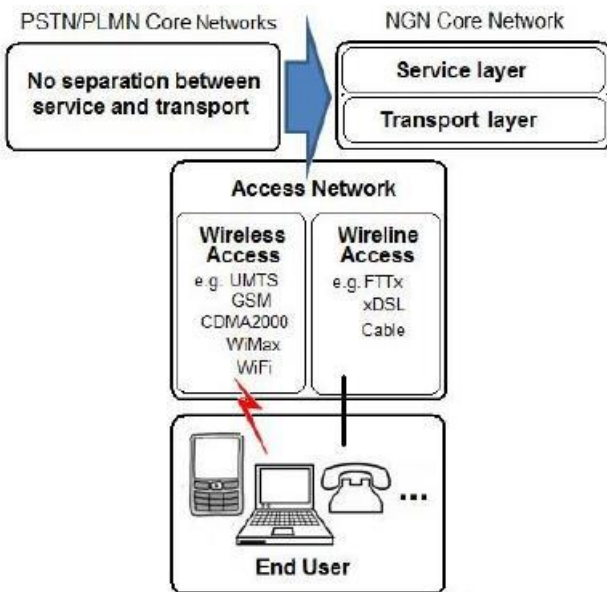 PSTN/PLMN Core Networks
No separation between
service and transport
NGN Core Network
Service layer
Transport layer
Access Network
Wireless
Access
e.g. UMTS
GSM
CDMA2000
WiMax
WiFi
Wireline
Access
e.g. FTTx
xDSL
Cable
...
End User